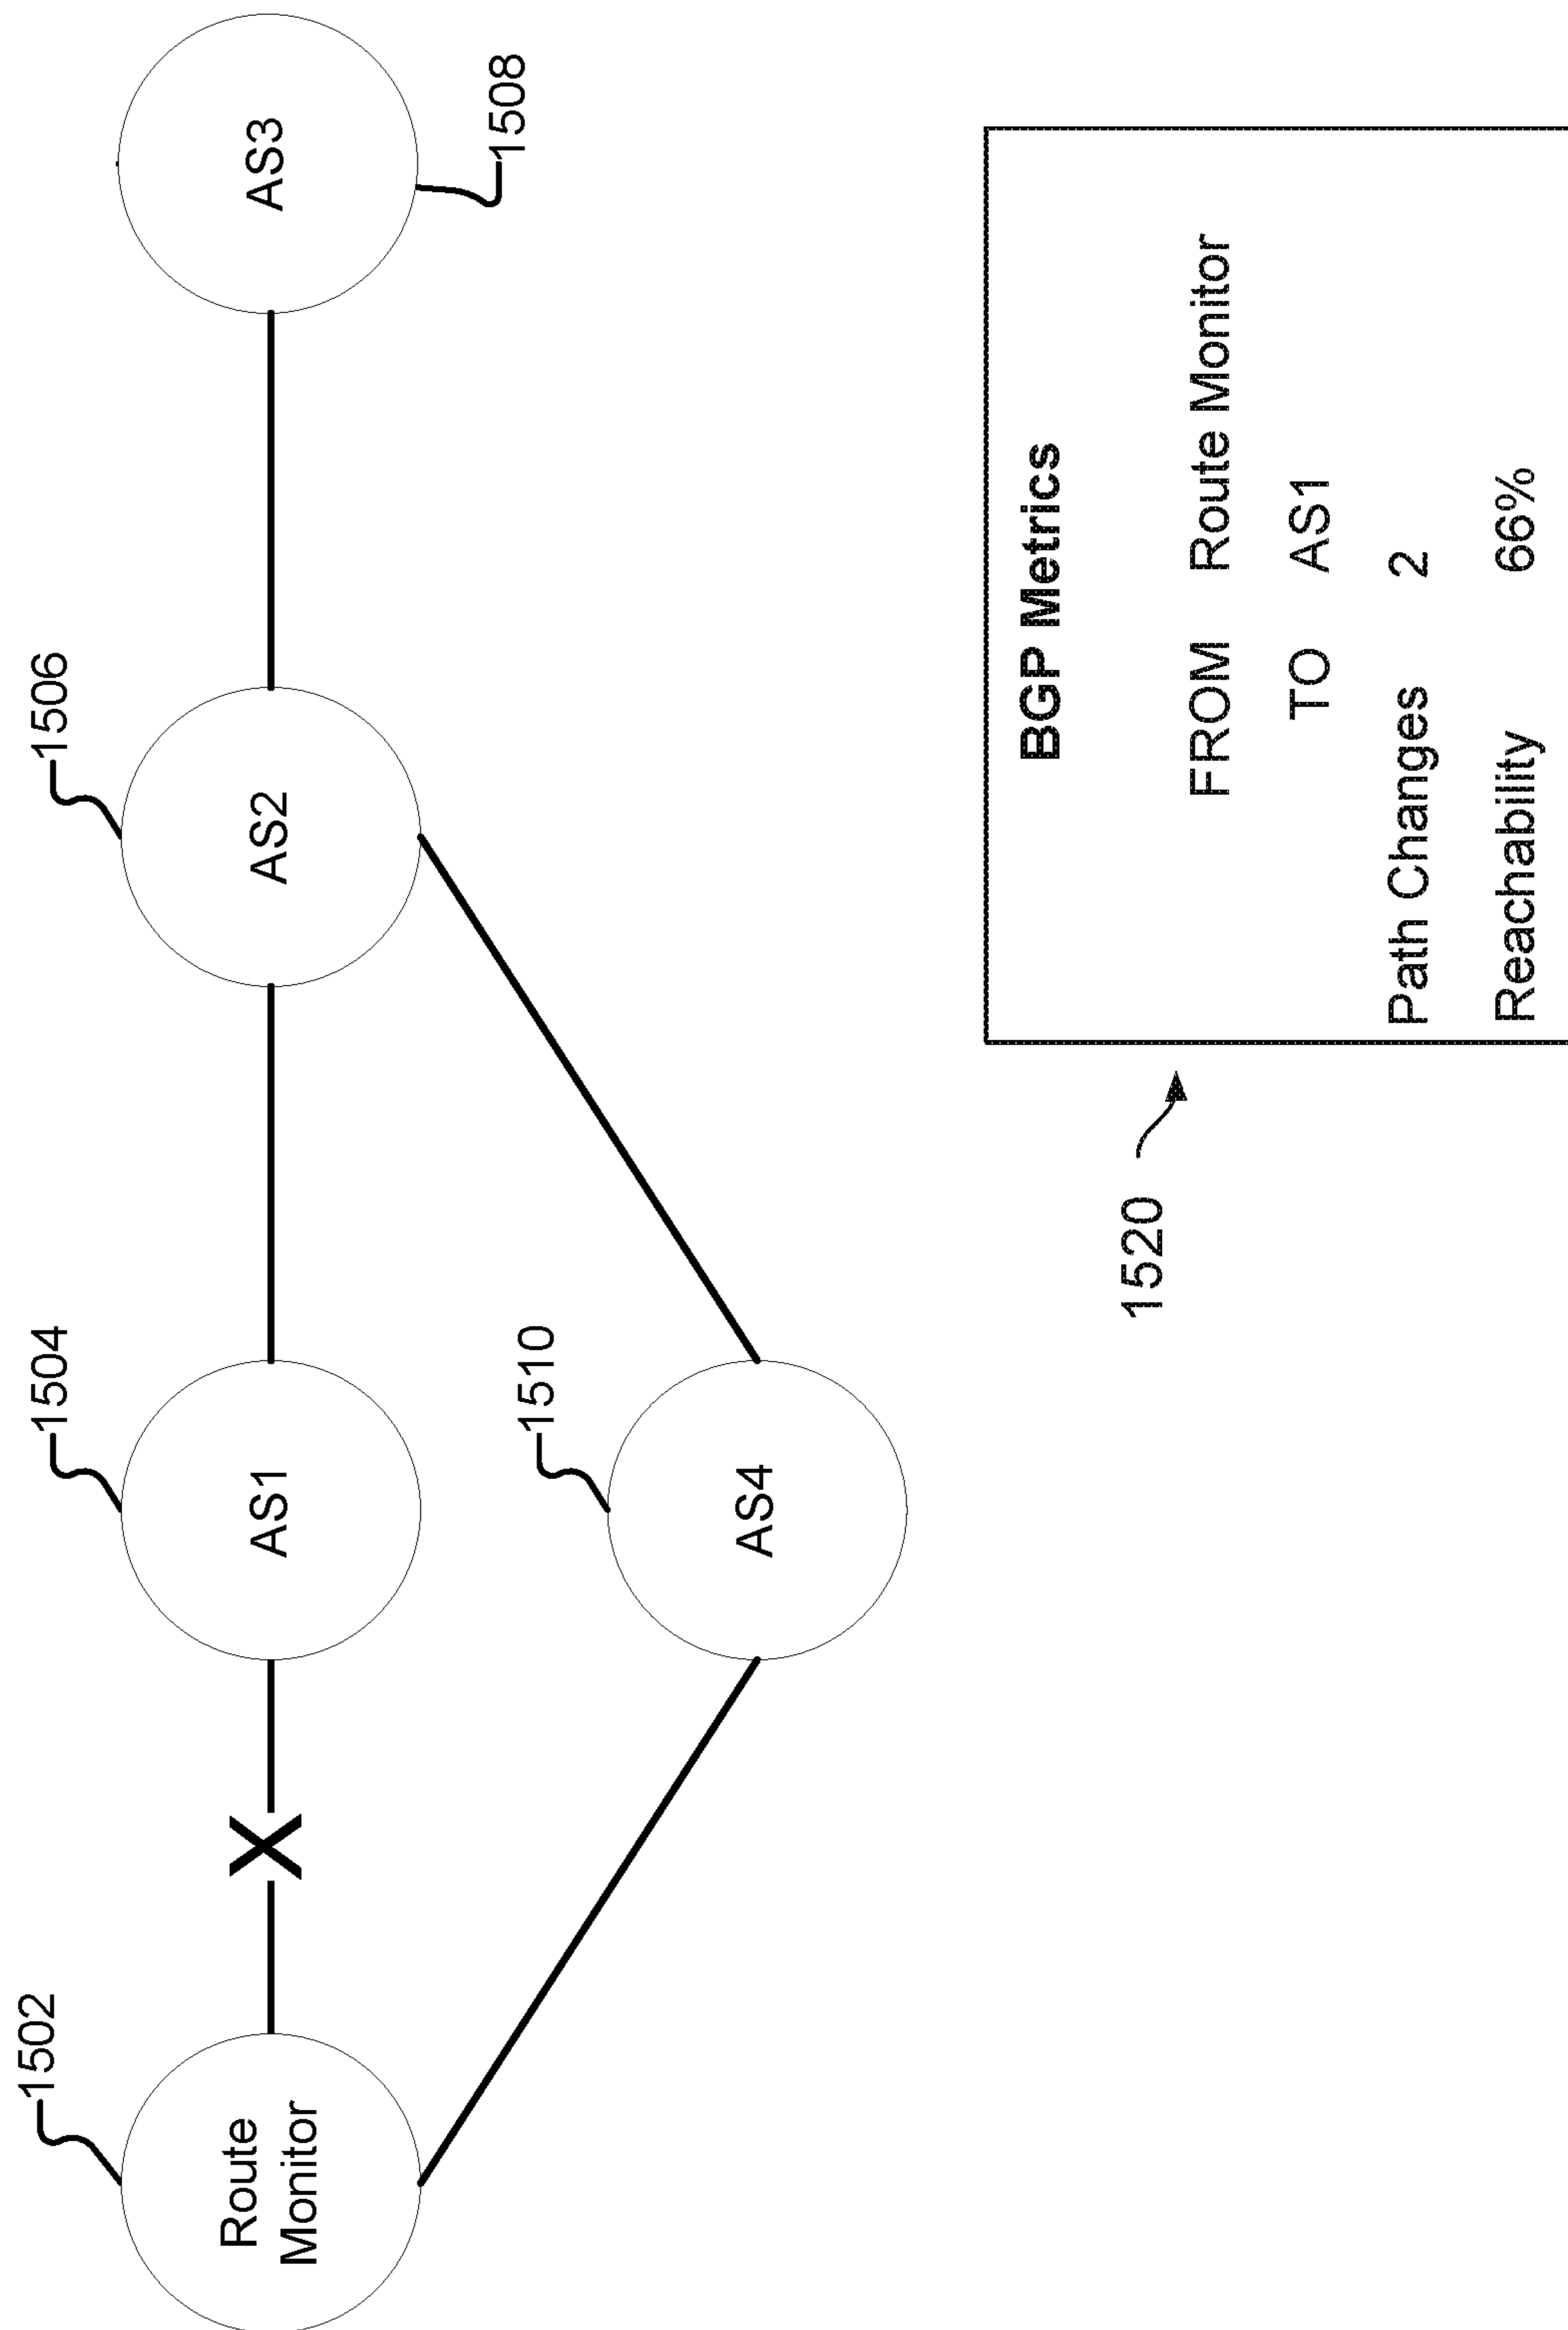 1502
Route
Monitor
1504
AS1
1506
AS2
AS3
1508
1510
AS4
1520
BGP Metrics
FROM Route Monitor
TO AS1
Path Changes 2
Reachability 66%